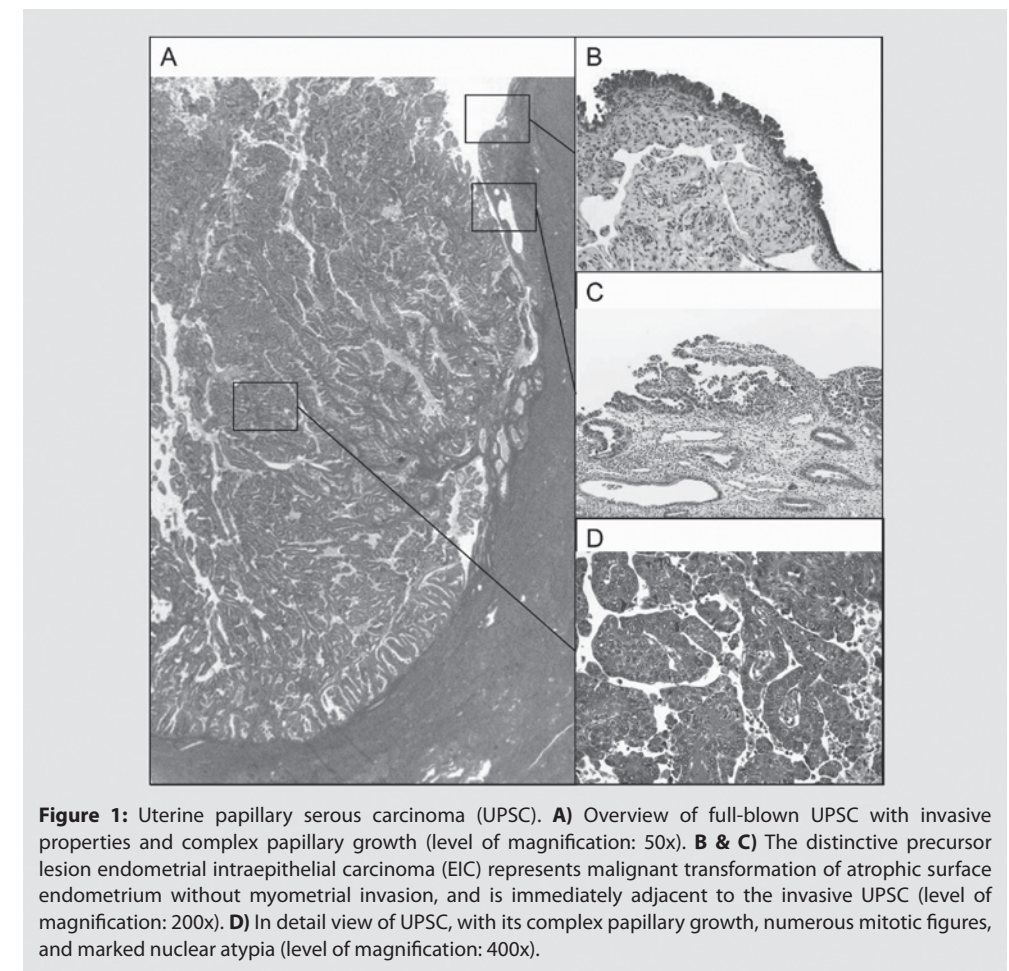 A
B
C
D
Figure 1: Uterine papillary serous carcinoma (UPSC). A) Overview of full-blown UPSC with invasive
properties and complex papillary growth (level of magnification: 50x). B & C) The distinctive precursor
lesion endometrial intraepithelial carcinoma (EIC) represents malignant transformation of atrophic surface
endometrium without myometrial invasion, and is immediately adjacent to the invasive UPSC (level of
magnification: 200x). D) In detail view of UPSC, with its complex papillary growth, numerous mitotic figures,
and marked nuclear atypia (level of magnification: 400x).